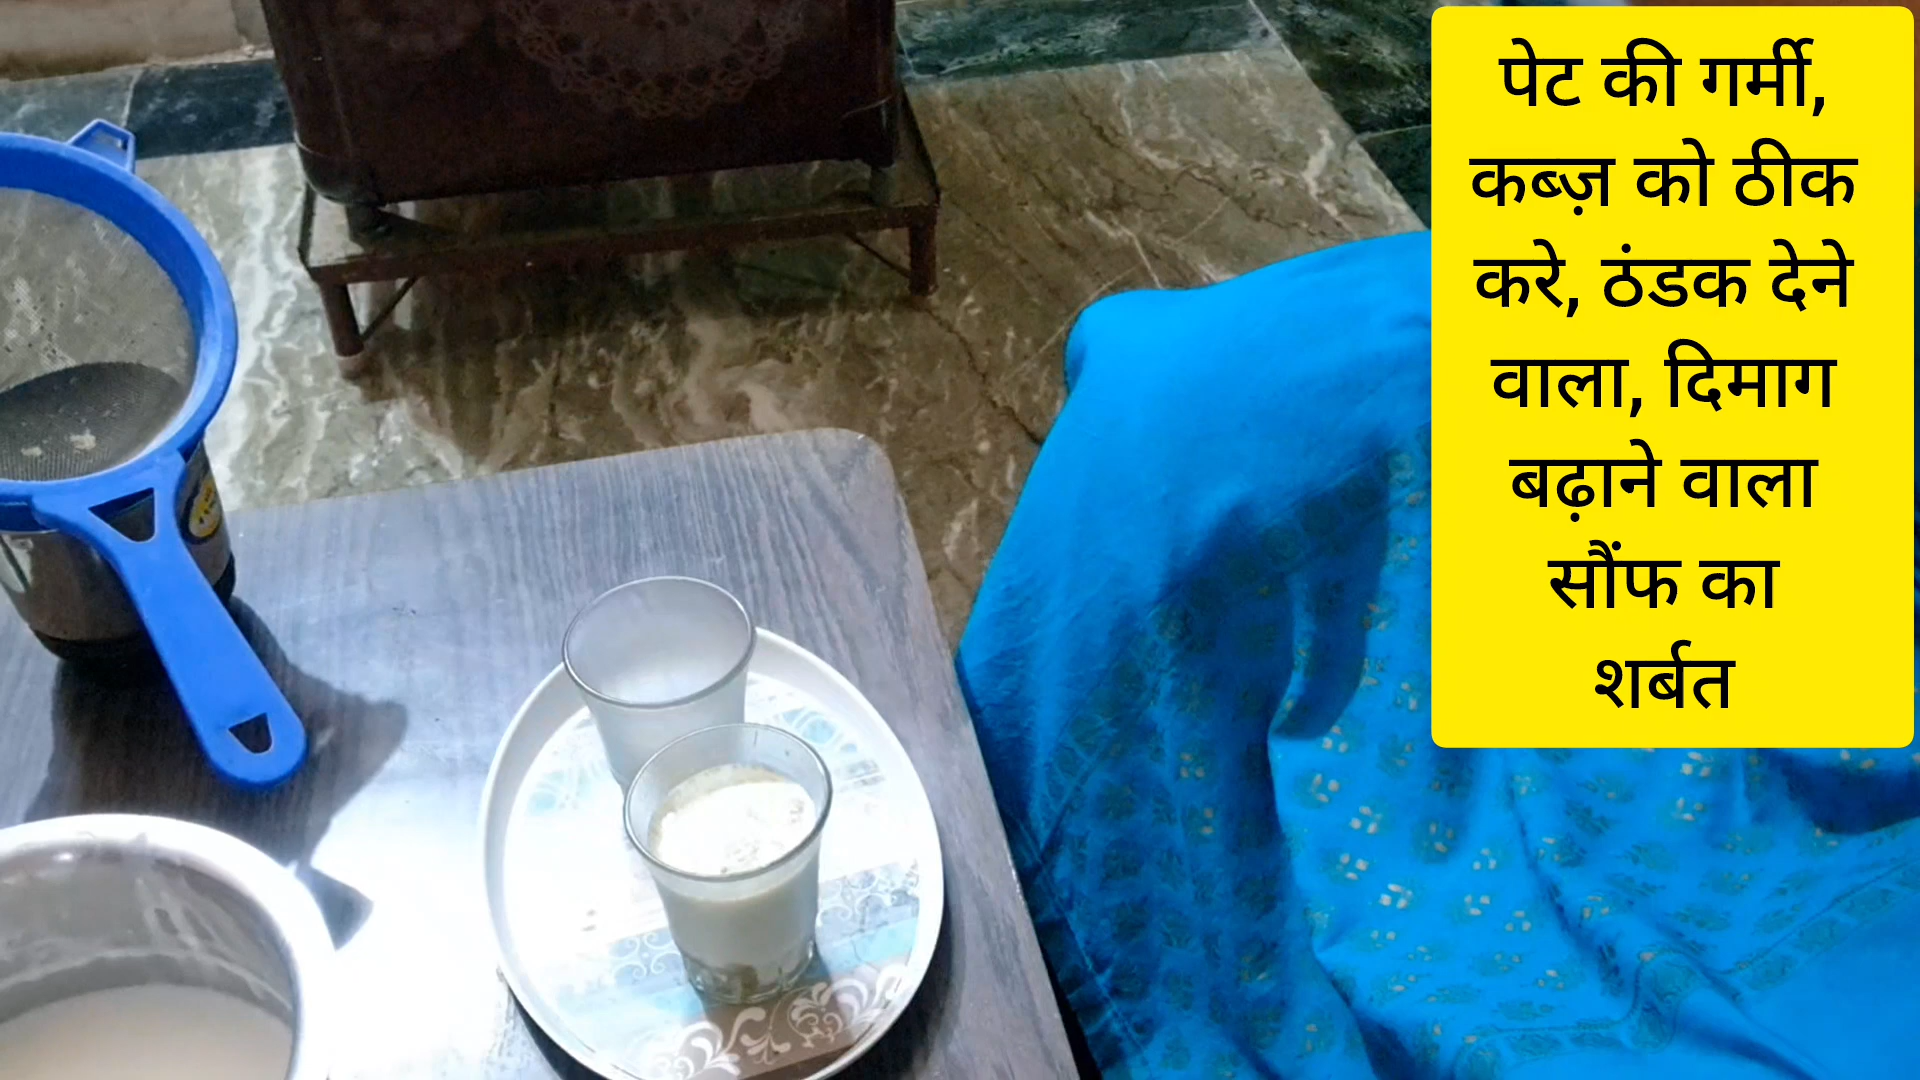 पेट की गर्मी,
कब्ज़ को ठीक
करे, ठंडक देने
वाला, दिमाग
बढ़ाने वाला
सौंफ का
शर्बत